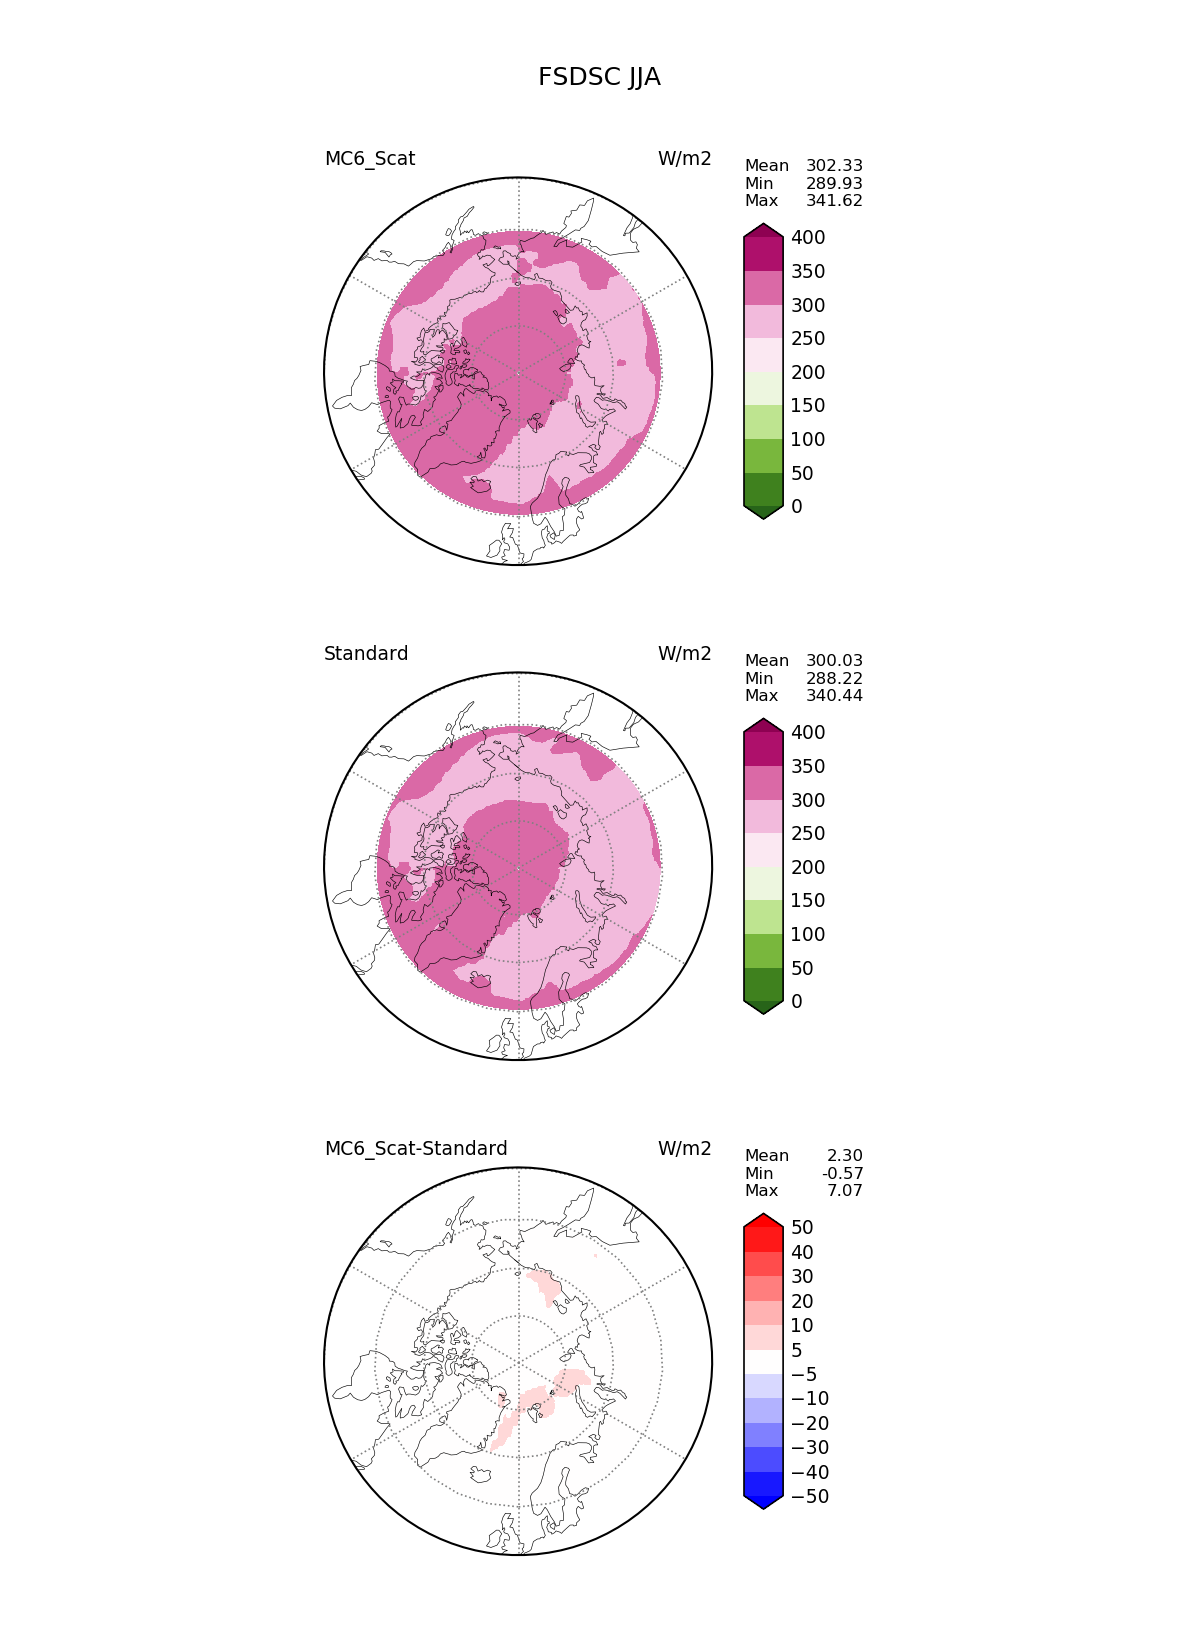 FSDSC JJA
MC6_Scat W/m2
Mean 302.33
Min 289.93
Max 341.62
400
350
300
250
200
150
100
50
0
Standard W/m2
Mean 300.03
Min 288.22
Max 340.44
400
350
300
250
200
150
100
50
0
MC6_Scat-Standard W/m2
Mean 2.30
Min -0.57
Max 7.07
50
40
30
20
10
5
−5
−10
−20
−30
−40
−50